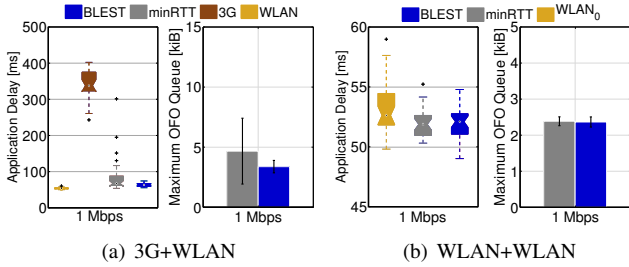 BLEST minRTT 3G WLAN
Application Delay [ms]
500
400
300
200
100
0
1 Mbps
Maximum OFO Queue [kiB]
15
10
5
0
1 Mbps
(a) 3G+WLAN
BLEST minRTT WLAN0
Application Delay [ms]
60
55
50
45
1 Mbps
Maximum OFO Queue [kiB]
5
4
3
2
1
0
1 Mbps
(b) WLAN+WLAN